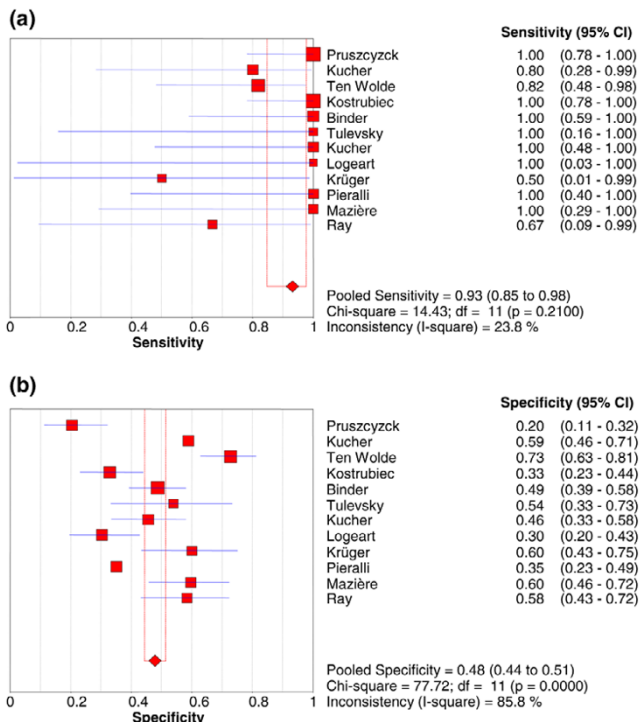 (a)
Sensitivity (95% CI)
Pruszcyzck 1.00 (0.78 - 1.00)
Kucher 0.80 (0.28 - 0.99)
Ten Wolde 0.82 (0.48 - 0.98)
Kostrubiec 1.00 (0.78 - 1.00)
Binder 1.00 (0.59 - 1.00)
Tulevsky 1.00 (0.16 - 1.00)
Kucher 1.00 (0.48 - 1.00)
Logeart 1.00 (0.03 - 1.00)
Krüger 0.50 (0.01 - 0.99)
Pieralli 1.00 (0.40 - 1.00)
Mazière 1.00 (0.29 - 1.00)
Ray 0.67 (0.09 - 0.99)
Pooled Sensitivity = 0.93 (0.85 to 0.98)
Chi-square = 14.43; df = 11 (p = 0.2100)
Inconsistency (I-square) = 23.8 %
0 0.2 0.4 0.6 0.8 1
Sensitivity
(b)
Specificity (95% CI)
Pruszcyzck 0.20 (0.11 - 0.32)
Kucher 0.59 (0.46 - 0.71)
Ten Wolde 0.73 (0.63 - 0.81)
Kostrubiec 0.33 (0.23 - 0.44)
Binder 0.49 (0.39 - 0.58)
Tulevsky 0.54 (0.33 - 0.73)
Kucher 0.46 (0.33 - 0.58)
Logeart 0.30 (0.20 - 0.43)
Krüger 0.60 (0.43 - 0.75)
Pieralli 0.35 (0.23 - 0.49)
Mazière 0.60 (0.46 - 0.72)
Ray 0.58 (0.43 - 0.72)
Pooled Specificity = 0.48 (0.44 to 0.51)
Chi-square = 77.72; df = 11 (p = 0.0000)
Inconsistency (I-square) = 85.8 %
0 0.2 0.4 0.6 0.8 1
Specificity